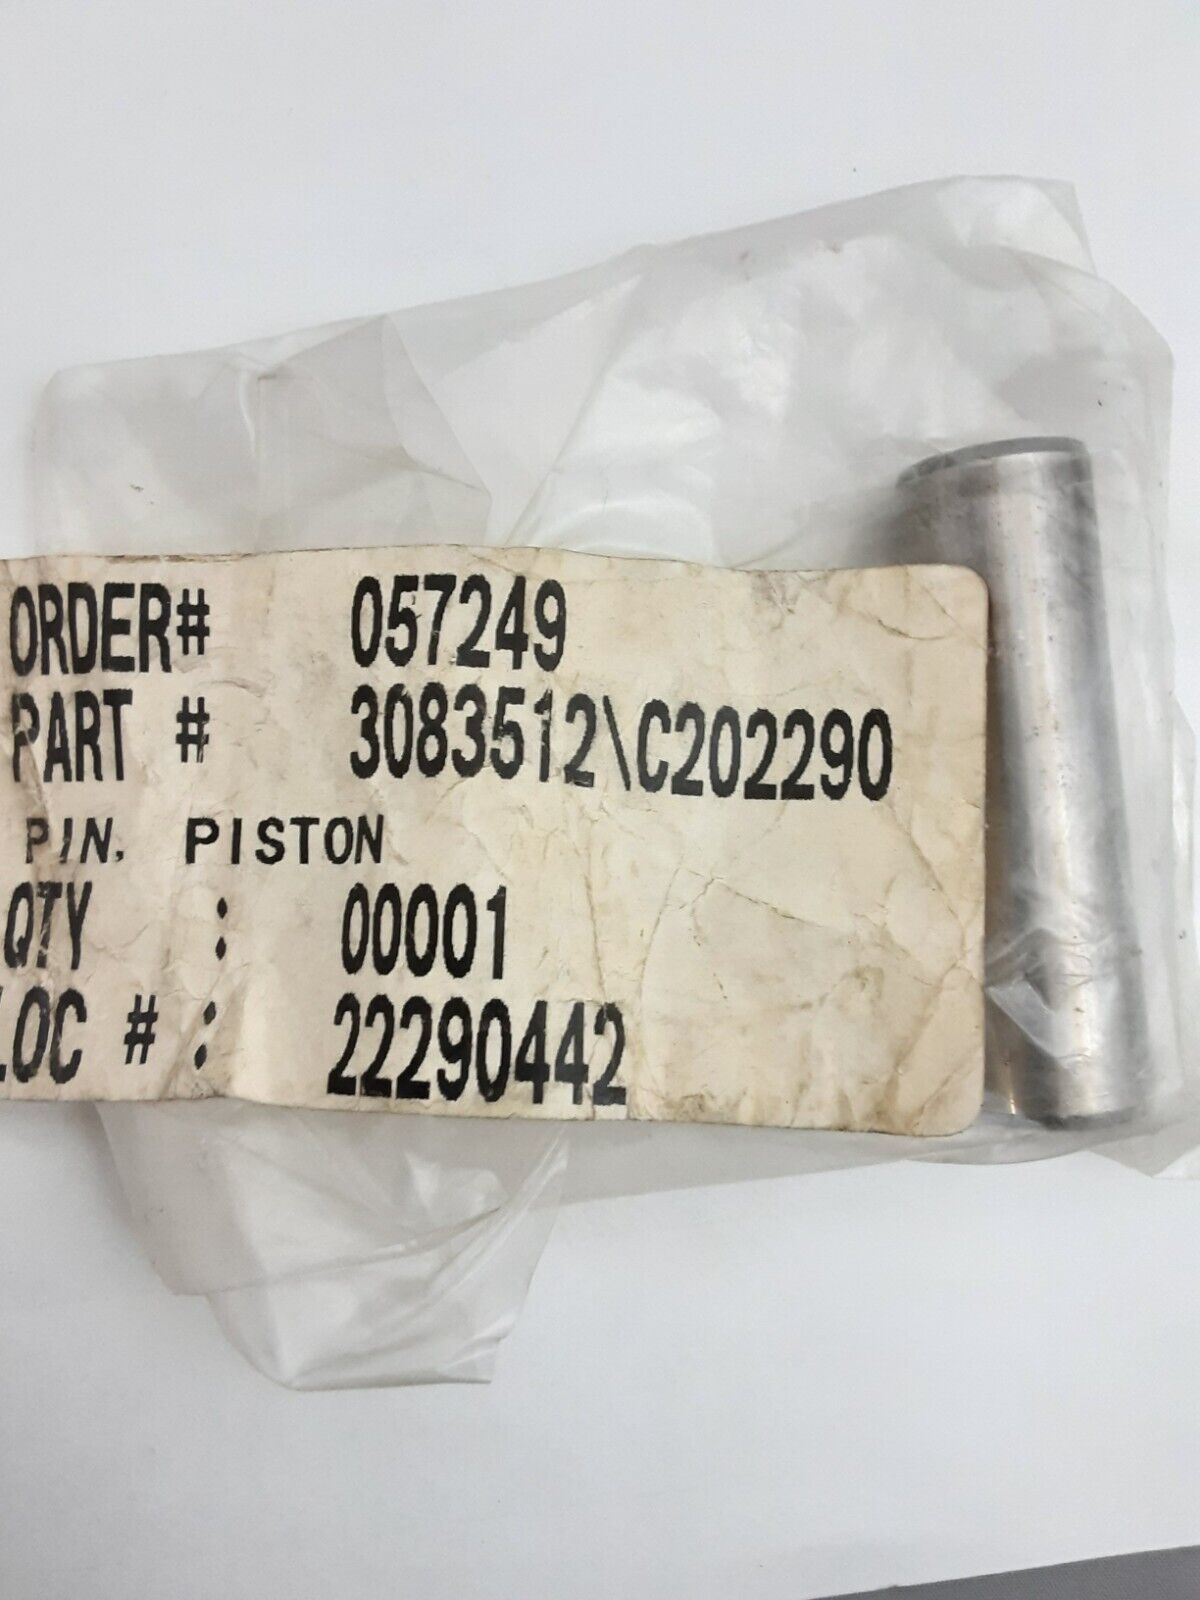 ORDER# 057249
PART # 3083512\C202290
PIN, PISTON
QTY : 00001
LOC # : 22290442